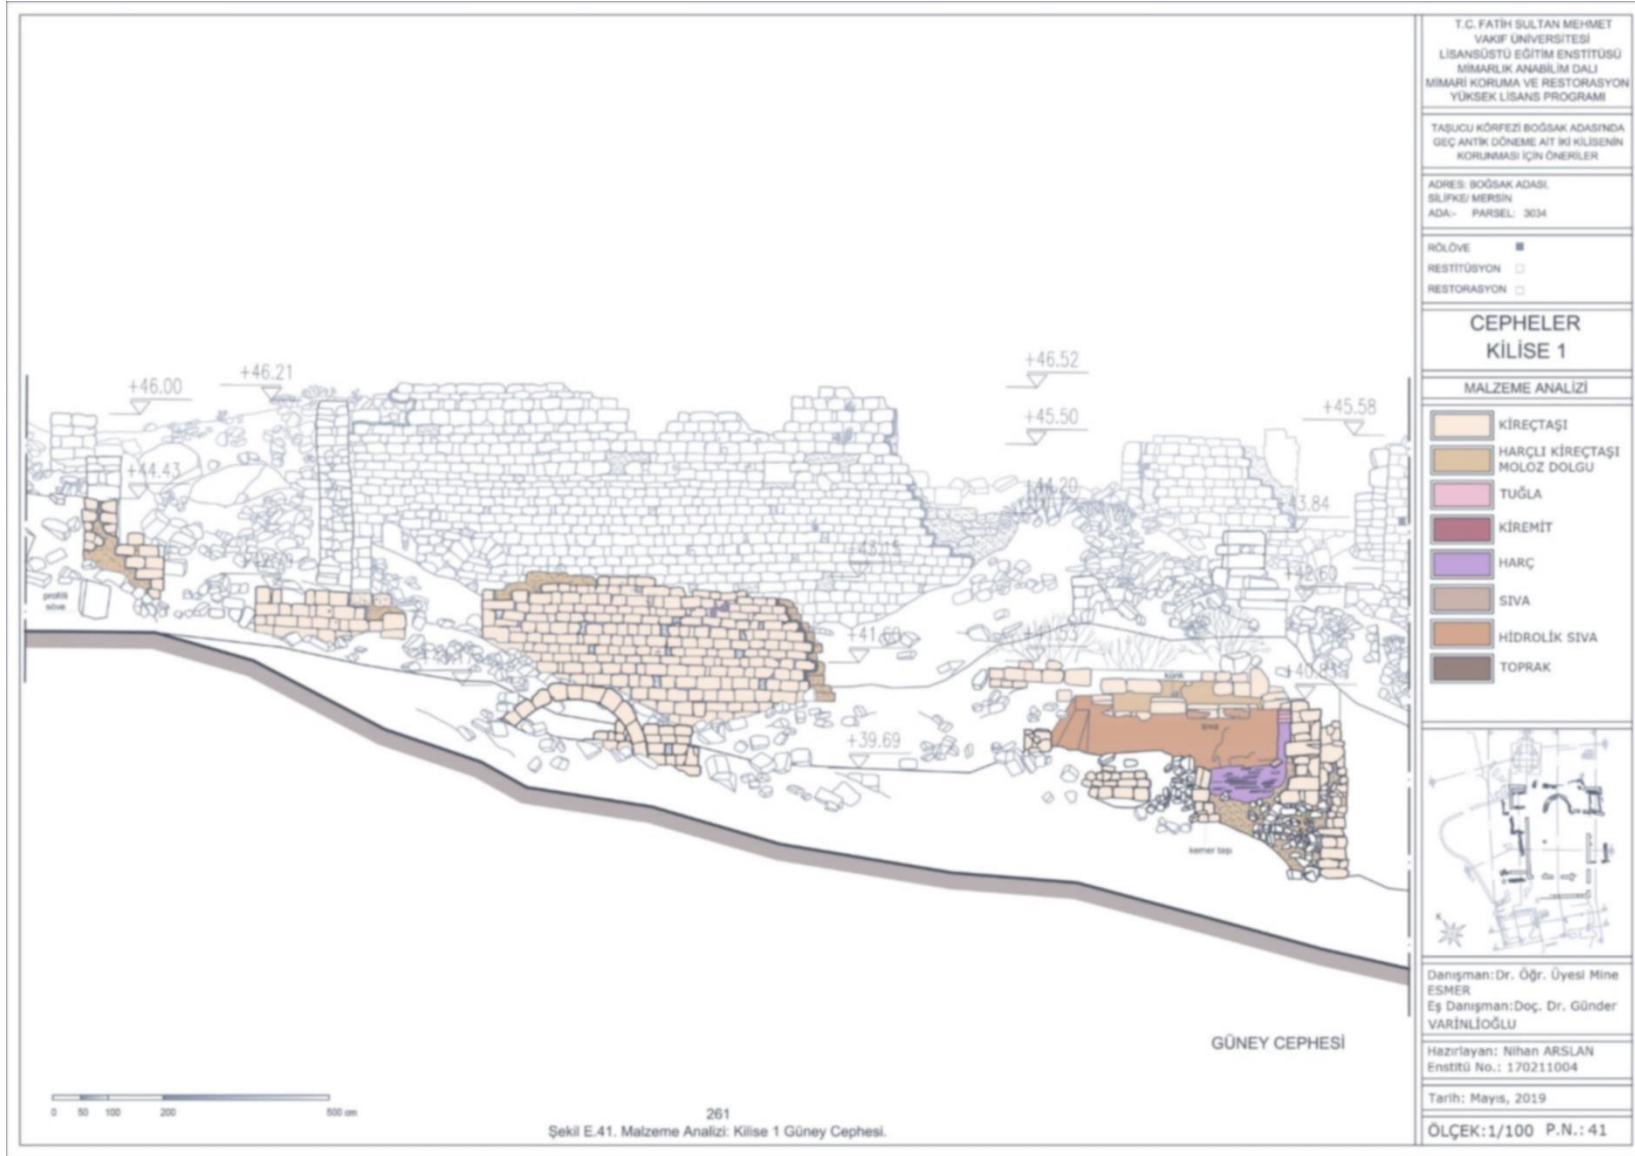 T.C. FATİH SULTAN MEHMET
VAKIF ÜNİVERSİTESİ
LİSANSÜSTÜ EĞİTİM ENSTİTÜSÜ
MİMARLIK ANABİLİM DALI
MİMARİ KORUMA VE RESTORASYON
YÜKSEK LİSANS PROGRAMI
TAŞUCU KÖRFEZİ BOĞSAK ADASI'NDA
GEÇ ANTİK DÖNEME AİT İKİ KİLİSENİN
KORUNMASI İÇİN ÖNERİLER
ADRES: BOĞSAK ADASI,
SİLİFKE/ MERSİN
ADA:- PARSEL: 3034
RÖLÖVE
RESTİTÜSYON
RESTORASYON
CEPHELER
KİLİSE 1
MALZEME ANALİZİ
KİREÇTAŞI
HARÇLI KİREÇTAŞI
MOLOZ DOLGU
TUĞLA
KİREMİT
HARÇ
SIVA
HİDROLİK SIVA
TOPRAK
K
Danışman:Dr. Öğr. Üyesi Mine
ESMER
Eş Danışman:Doç. Dr. Günder
VARİNLİOĞLU
Hazırlayan: Nihan ARSLAN
Enstitü No.: 170211004
Tarih: Mayıs, 2019
ÖLÇEK:1/100 P.N.: 41
+46.00
+46.21
+46.52
+45.50
+45.58
+44.43
+44.20
+43.15
+42.60
+41.60
+39.69
profilli
söve
künk
sıva
kemer taşı
GÜNEY CEPHESİ
0 50 100 200 500 cm
261
Şekil E.41. Malzeme Analizi: Kilise 1 Güney Cephesi.